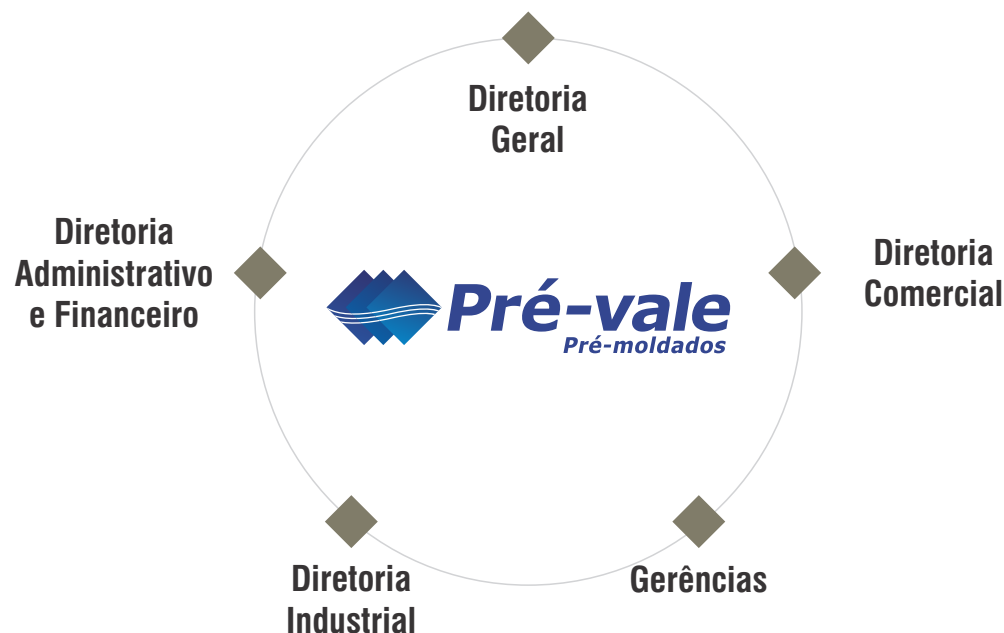 Diretoria
Geral
Diretoria
Administrativo
e Financeiro
Diretoria
Comercial
Pré-vale
Pré-moldados
Diretoria
Industrial
Gerências